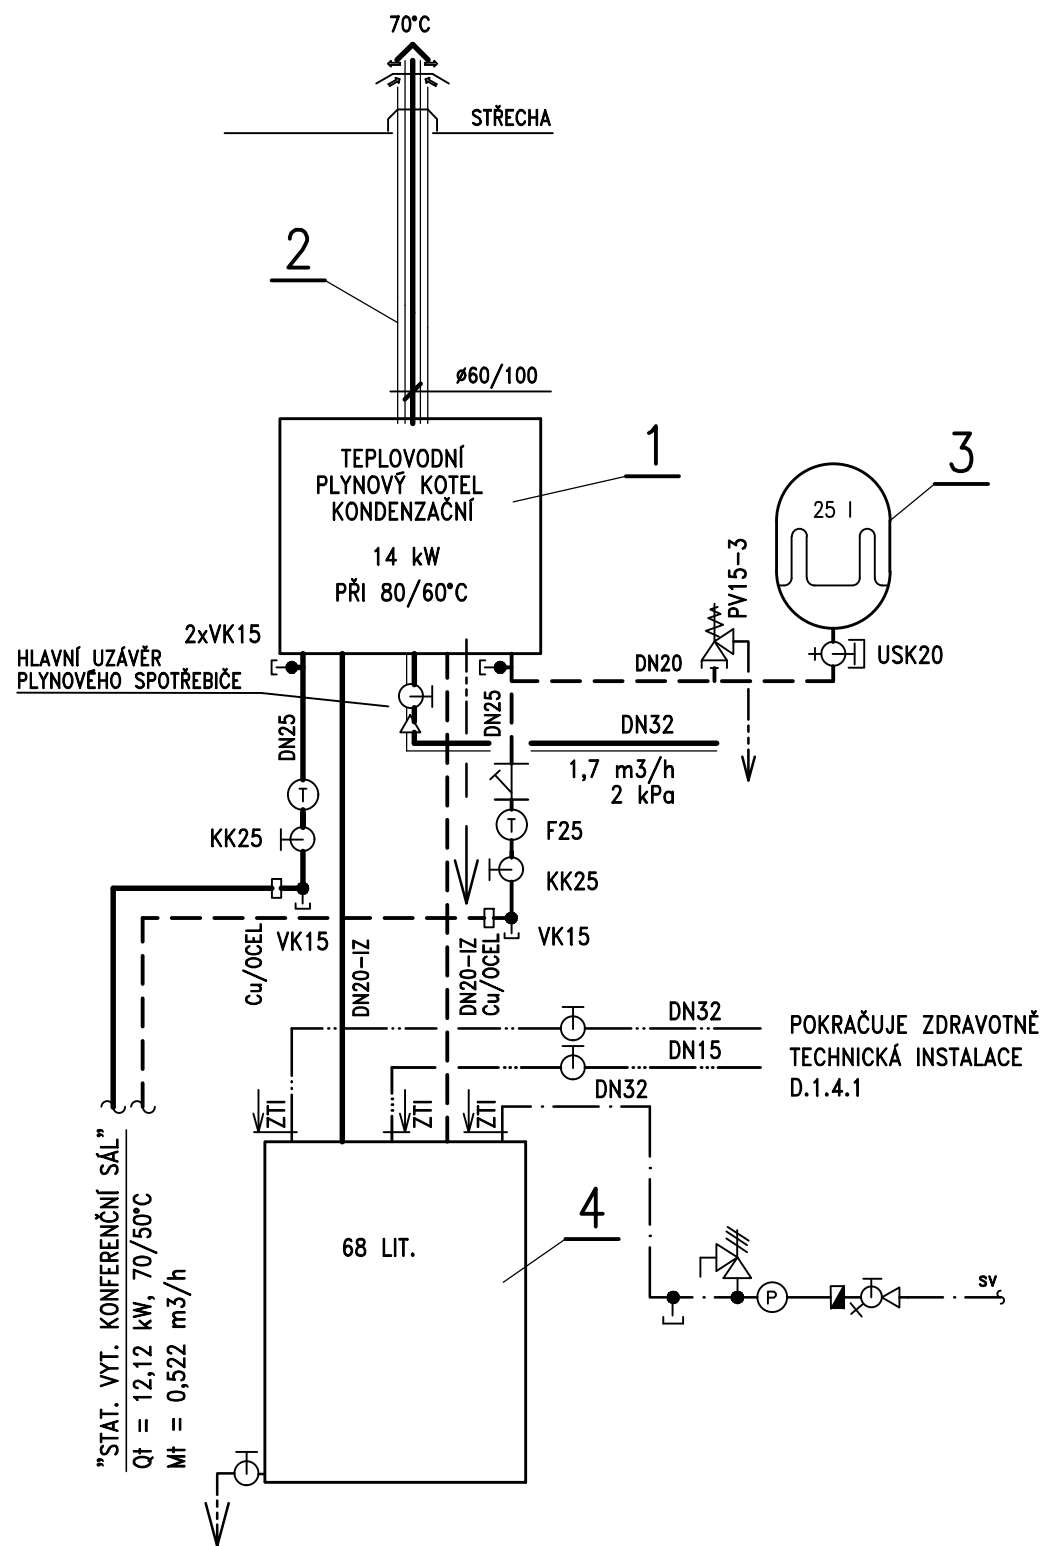 70°C
STŘECHA
2
ø60/100
TEPLOVODNÍ
PLYNOVÝ KOTEL
KONDENZAČNÍ
14 kW
PŘI 80/60°C
1
3
25 l
PV15-3
2xVK15
HLAVNÍ UZÁVĚR
PLYNOVÉHO SPOTŘEBIČE
DN20
USK20
DN25
DN25
DN32
1,7 m3/h
2 kPa
T
T
F25
KK25
KK25
VK15
VK15
Cu/OCEL
DN20-IZ
DN20-IZ
Cu/OCEL
DN32
DN15
DN32
POKRAČUJE ZDRAVOTNĚ
TECHNICKÁ INSTALACE
D.1.4.1
ZTI
ZTI
ZTI
"STAT. VYT. KONFERENČNÍ SÁL"
Qt = 12,12 kW, 70/50°C
Mt = 0,522 m3/h
68 LIT.
4
P
SV